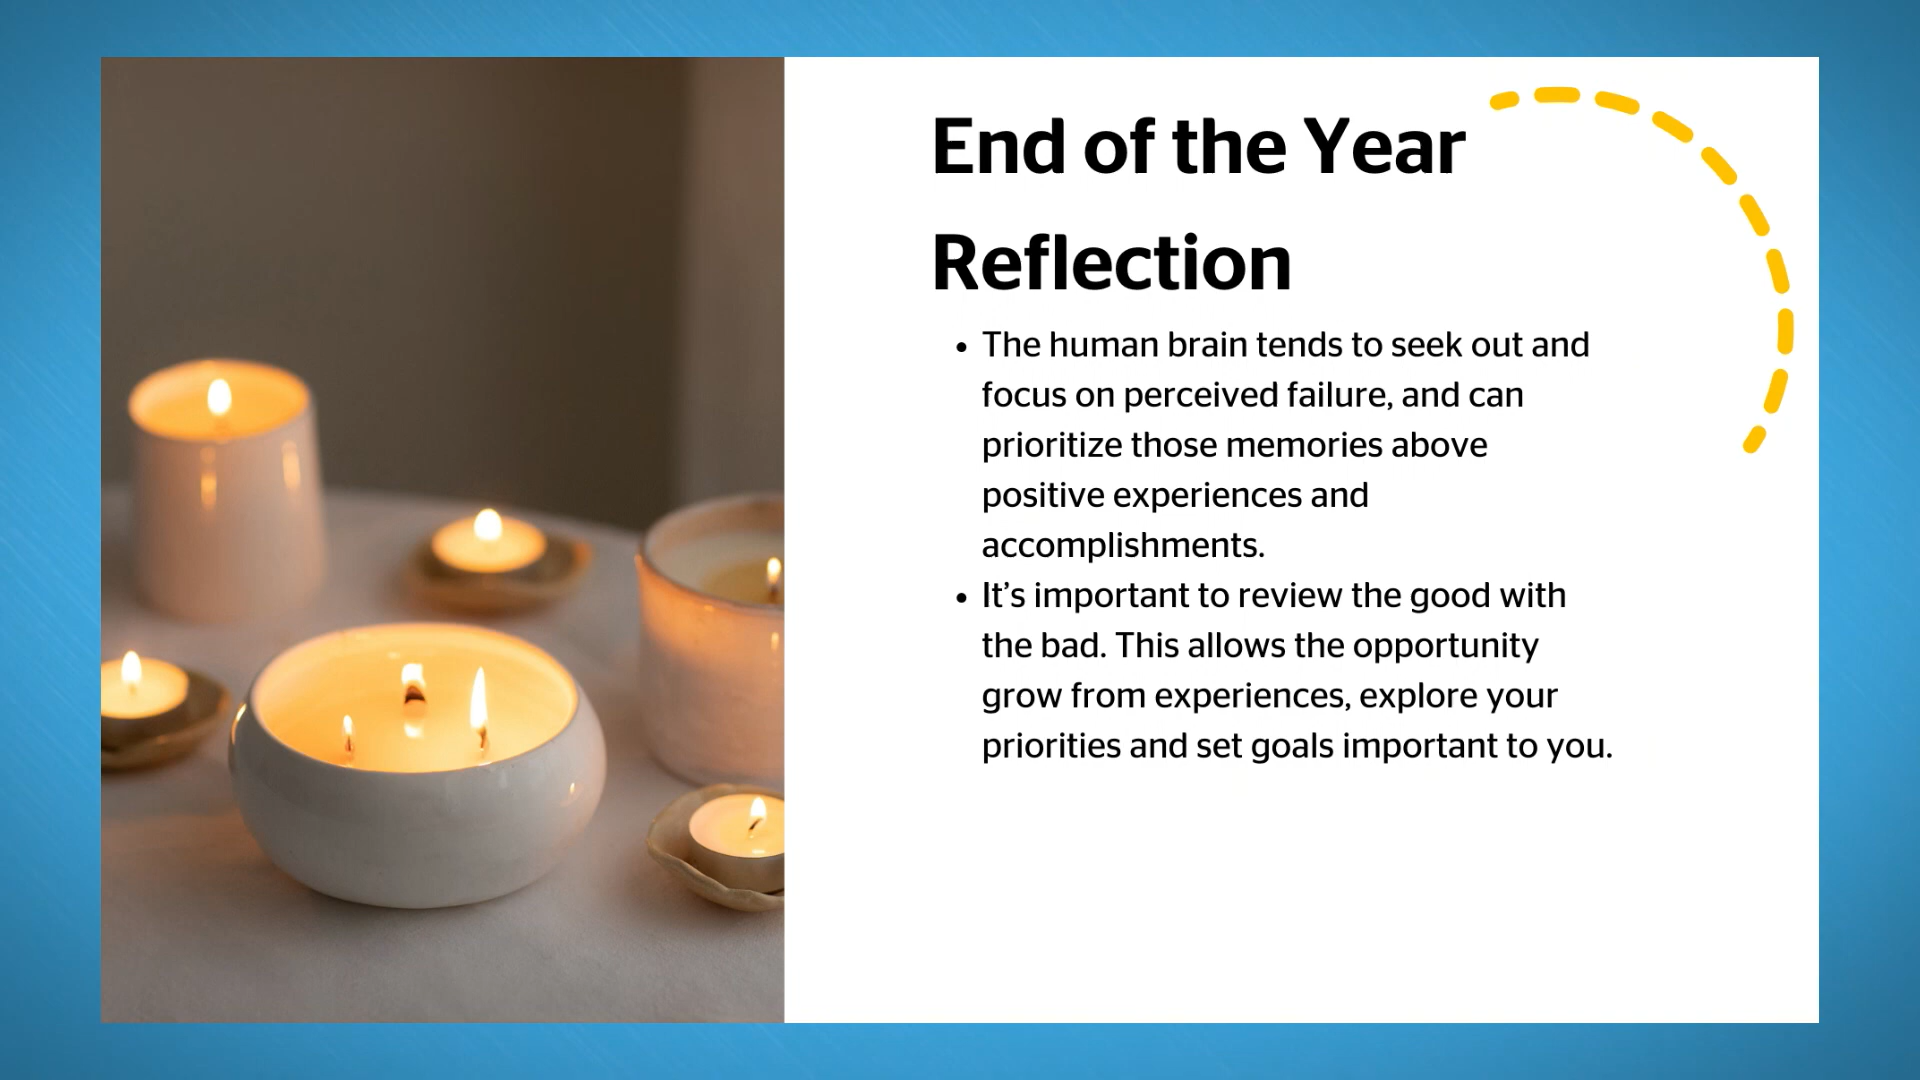 End of the Year
Reflection
• The human brain tends to seek out and
focus on perceived failure, and can
prioritize those memories above
positive experiences and
accomplishments.
• It’s important to review the good with
the bad. This allows the opportunity
grow from experiences, explore your
priorities and set goals important to you.